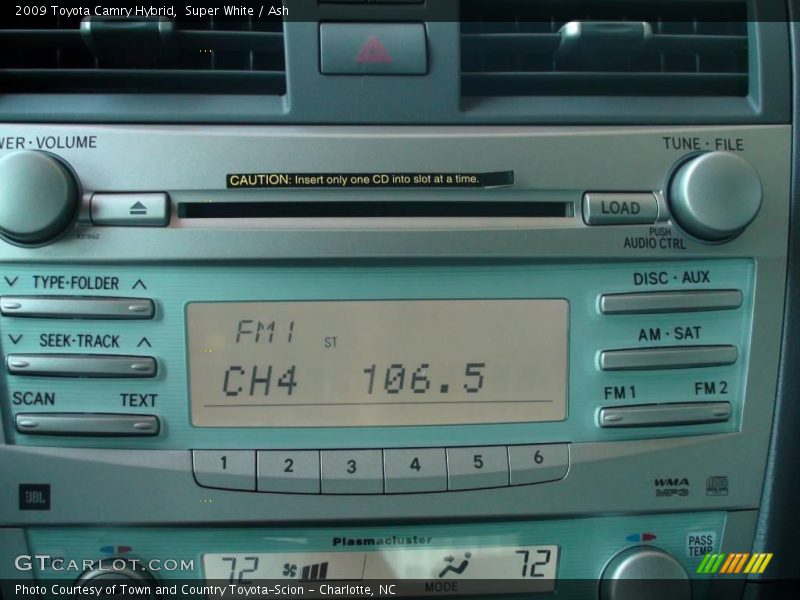 2009 Toyota Camry Hybrid, Super White / Ash
WER · VOLUME
TUNE · FILE
CAUTION: Insert only one CD into slot at a time.
LOAD
PUSH
AUDIO CTRL
TYPE·FOLDER
DISC · AUX
FM1
ST
SEEK·TRACK
AM · SAT
CH4 106.5
SCAN TEXT
FM1 FM2
1 2 3 4 5 6
JBL
WMA
MP3
Plasmacluster
PASS
TEMP
72 72
MODE
GTCARLOT.COM
Photo Courtesy of Town and Country Toyota-Scion - Charlotte, NC